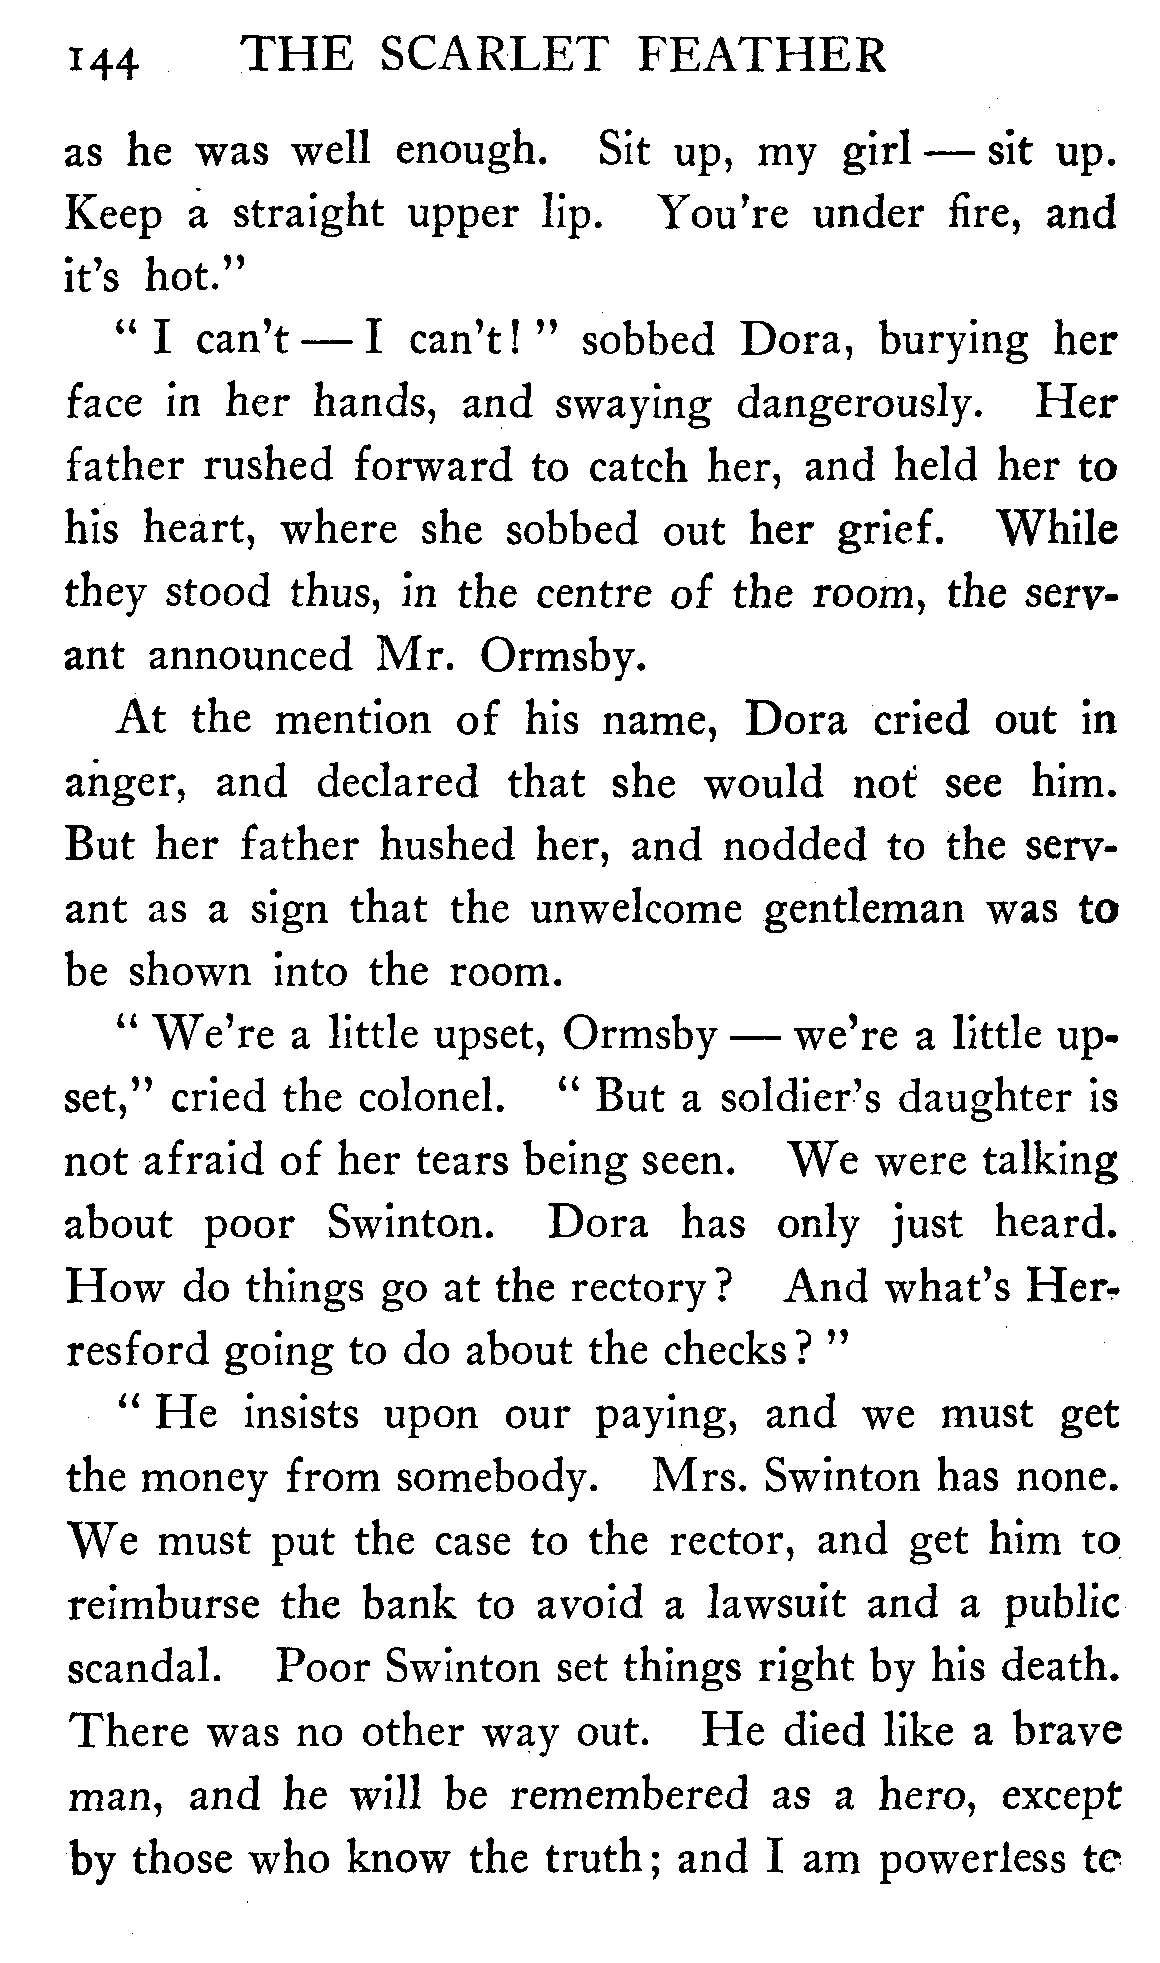 144 THE SCARLET FEATHER
as he was well enough. Sit up, my girl — sit up.
Keep a straight upper lip. You're under fire, and
it's hot."
" I can't — I can't! " sobbed Dora, burying her
face in her hands, and swaying dangerously. Her
father rushed forward to catch her, and held her to
his heart, where she sobbed out her grief. While
they stood thus, in the centre of the room, the serv-
ant announced Mr. Ormsby.
At the mention of his name, Dora cried out in
anger, and declared that she would not see him.
But her father hushed her, and nodded to the serv-
ant as a sign that the unwelcome gentleman was to
be shown into the room.
" We're a little upset, Ormsby — we're a little up-
set," cried the colonel. " But a soldier's daughter is
not afraid of her tears being seen. We were talking
about poor Swinton. Dora has only just heard.
How do things go at the rectory? And what's Her-
resford going to do about the checks? "
" He insists upon our paying, and we must get
the money from somebody. Mrs. Swinton has none.
We must put the case to the rector, and get him to
reimburse the bank to avoid a lawsuit and a public
scandal. Poor Swinton set things right by his death.
There was no other way out. He died like a brave
man, and he will be remembered as a hero, except
by those who know the truth; and I am powerless to